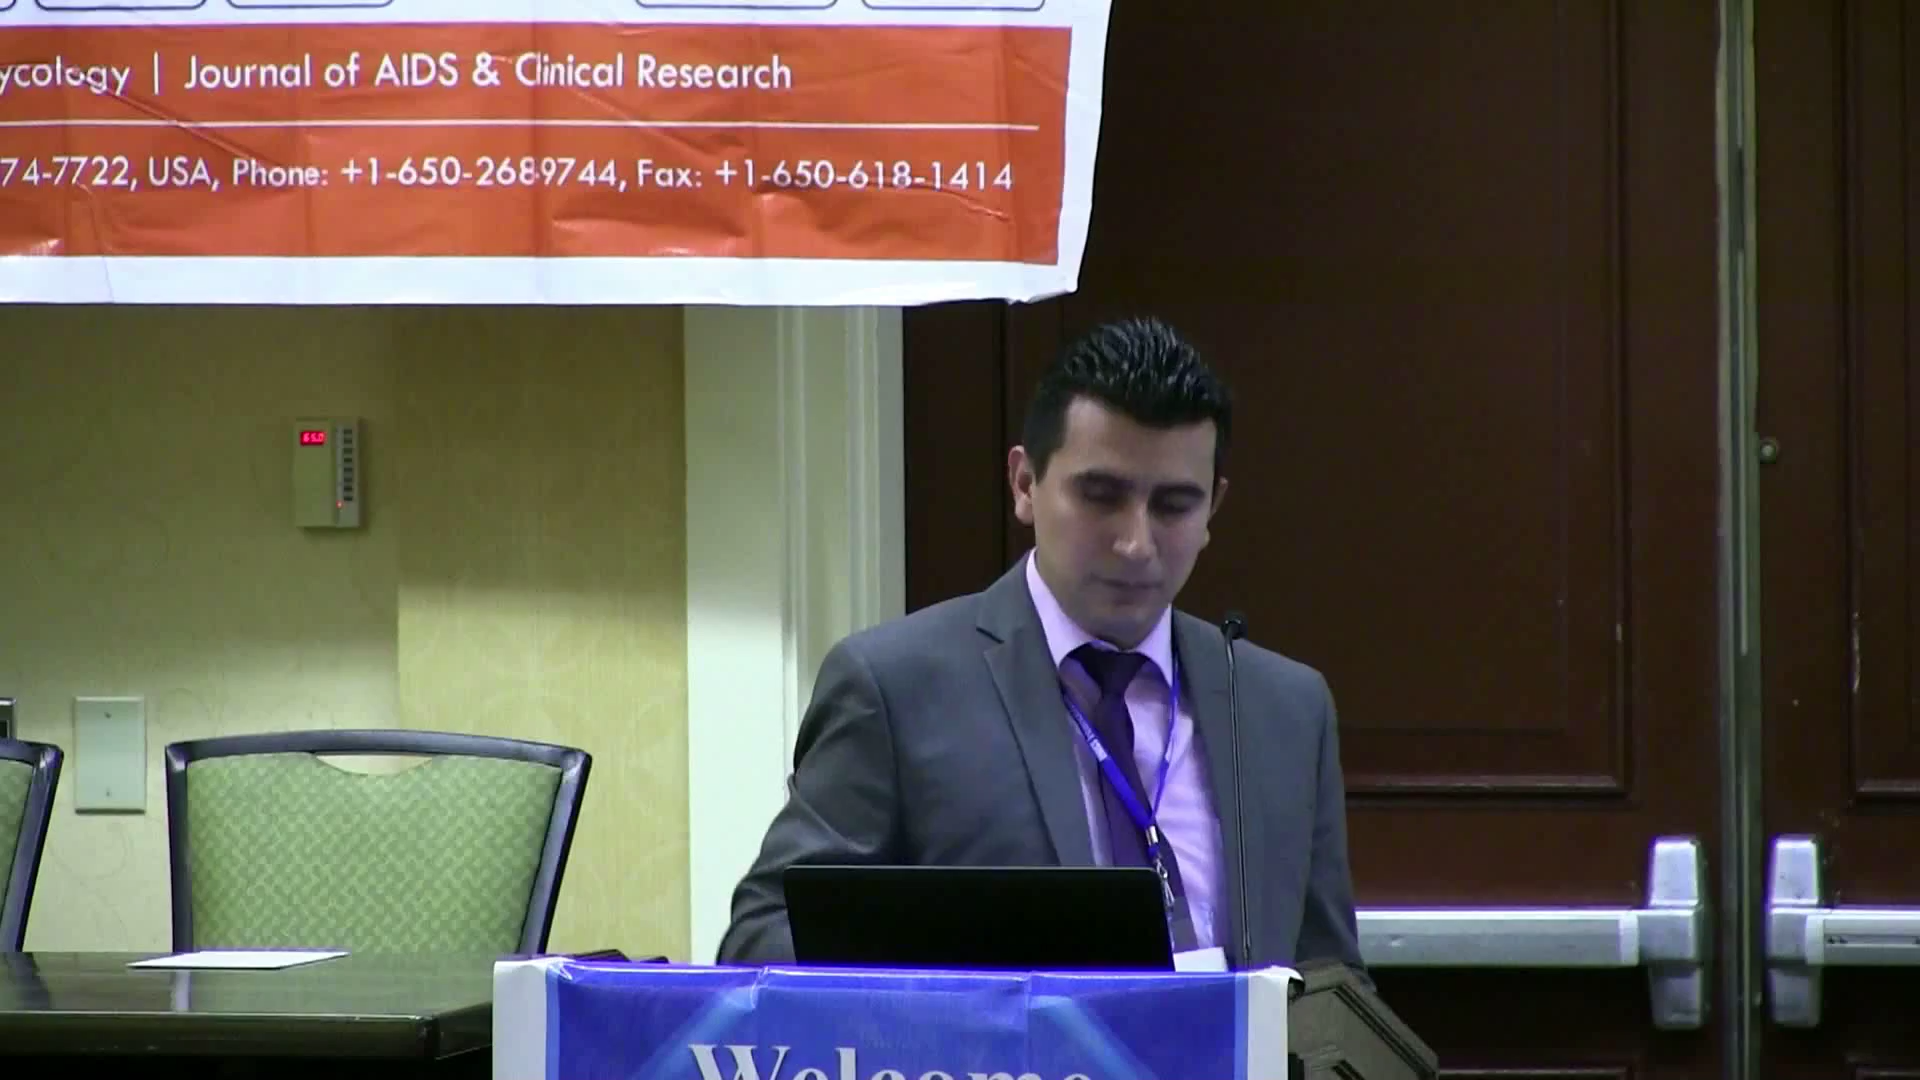 ycology | Journal of AIDS & Clinical Research
74-7722, USA, Phone: +1-650-2689744, Fax: +1-650-618-1414
65.0
Welcome